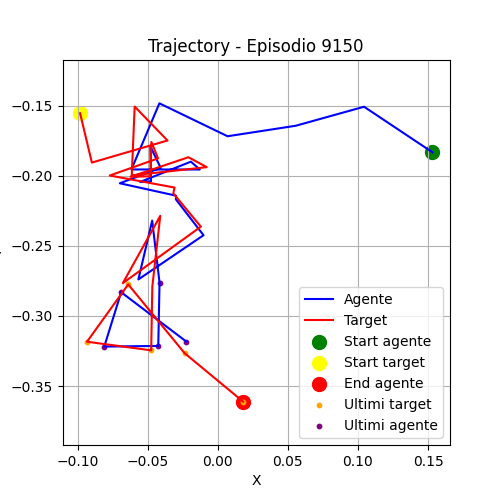 Trajectory - Episodio 9150
−0.15
−0.20
−0.25
−0.30
−0.35
−0.10
−0.05
0.00
0.05
0.10
0.15
X
Agente
Target
Start agente
Start target
End agente
Ultimi target
Ultimi agente